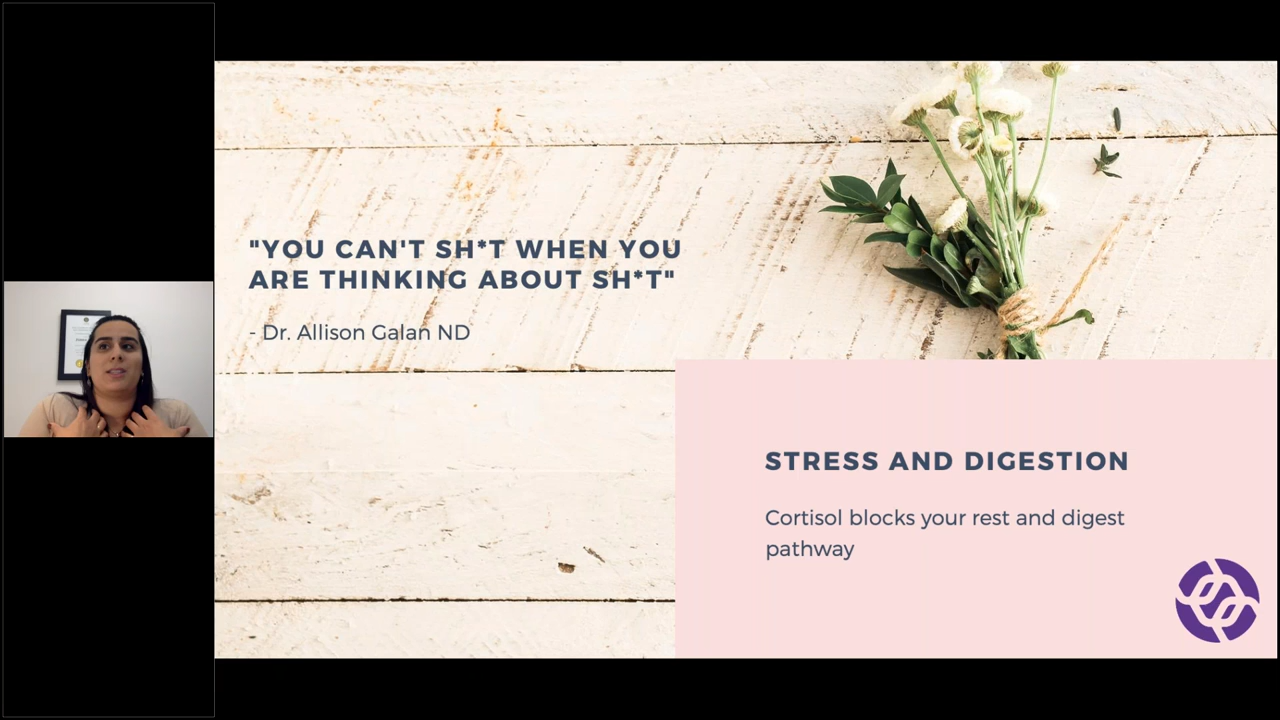 "YOU CAN'T SH*T WHEN YOU
ARE THINKING ABOUT SH*T"
- Dr. Allison Galan ND
STRESS AND DIGESTION
Cortisol blocks your rest and digest
pathway